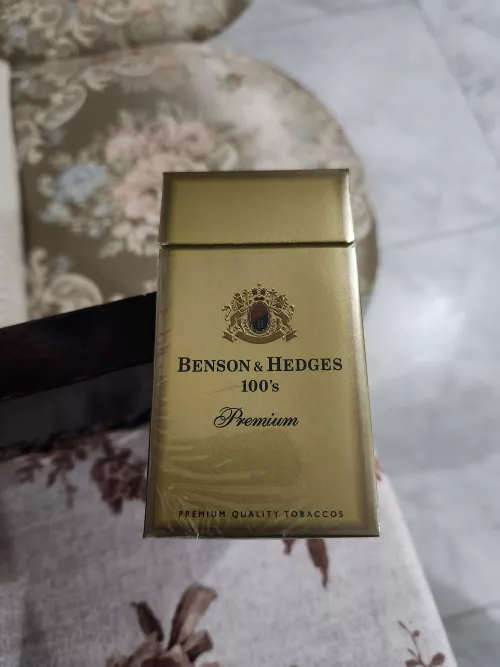 BENSON & HEDGES
100's
Premium
PREMIUM QUALITY TOBACCOS